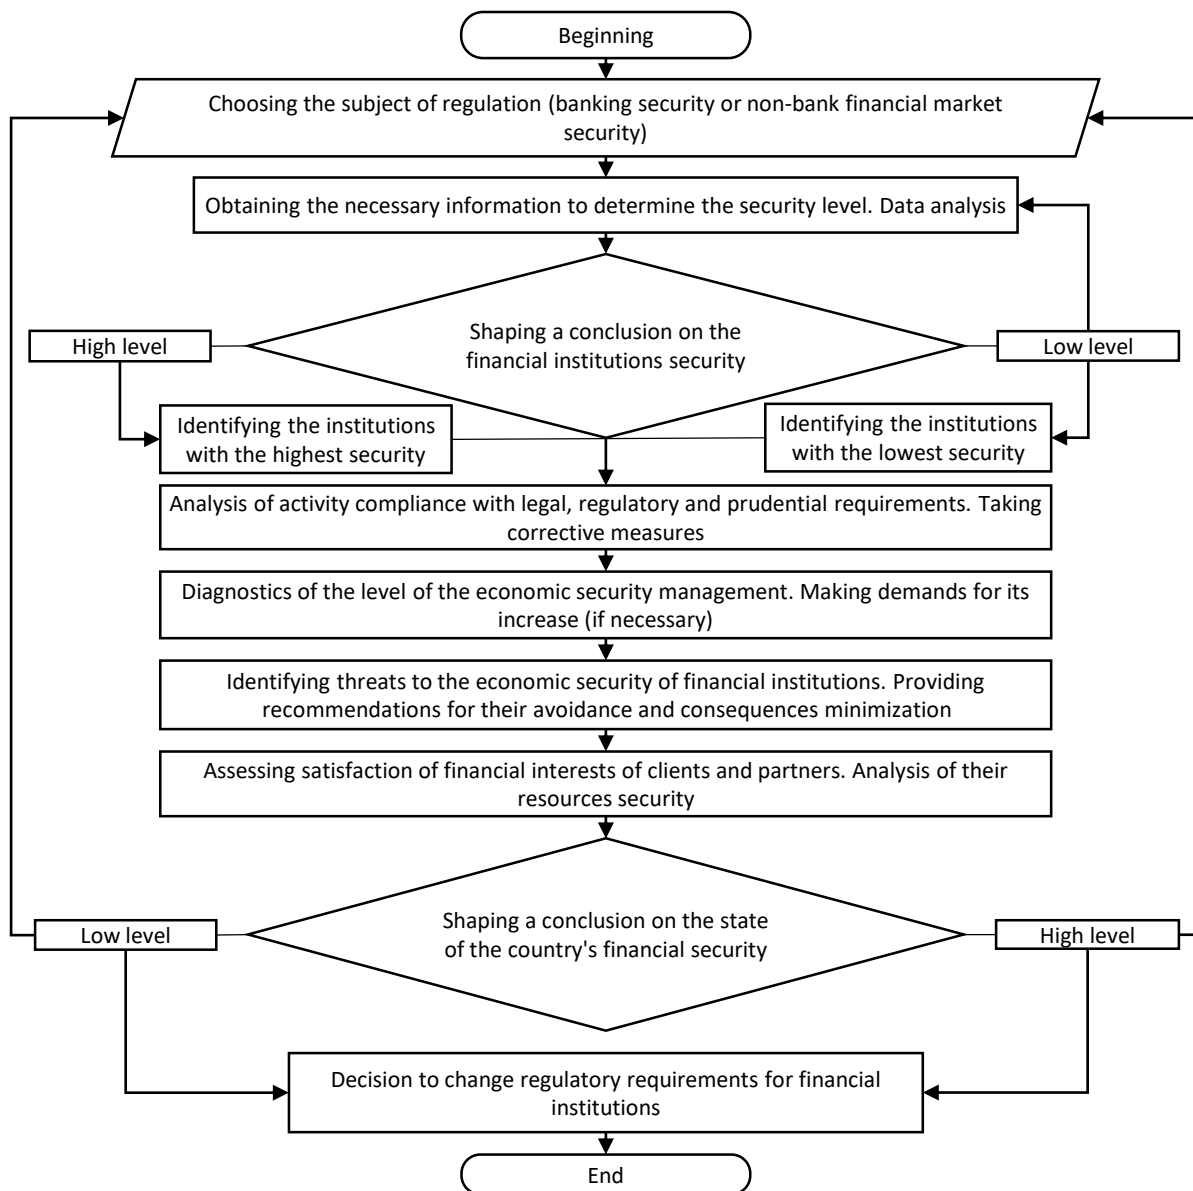 Beginning
Choosing the subject of regulation (banking security or non-bank financial market
security)
Obtaining the necessary information to determine the security level. Data analysis
Shaping a conclusion on the
financial institutions security
High level
Low level
Identifying the institutions
with the highest security
Identifying the institutions
with the lowest security
Analysis of activity compliance with legal, regulatory and prudential requirements. Taking
corrective measures
Diagnostics of the level of the economic security management. Making demands for its
increase (if necessary)
Identifying threats to the economic security of financial institutions. Providing
recommendations for their avoidance and consequences minimization
Assessing satisfaction of financial interests of clients and partners. Analysis of their
resources security
Shaping a conclusion on the state
of the country's financial security
Low level
High level
Decision to change regulatory requirements for financial
institutions
End